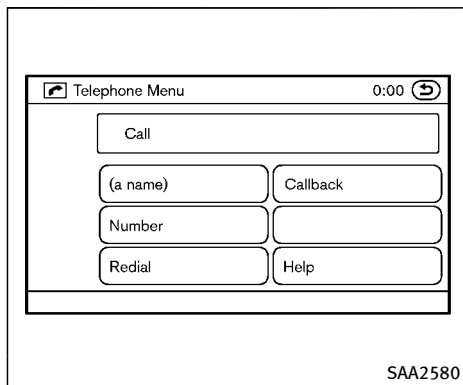 Telephone Menu 0:00
Call
(a name) Callback
Number
Redial Help
SAA2580